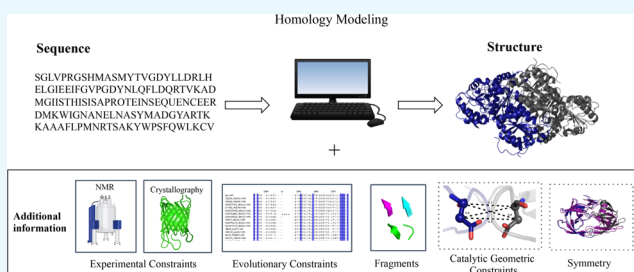 Homology Modeling
Sequence
Structure
SGLVPRGSHMASMYTVGDYLLDRLH
ELGIEEIFGVPGDYNLQFLDQRTVKAD
MGIISTHISISAPROTEINSEQUENCEER
DMKWIGNANELNASYMADGYARTK
KAAAFLPMNRTSAKYWPSFQWLKCV
+
Additional
information
NMR
Crystallography
Experimental Constraints
Evolutionary Constraints
Fragments
Catalytic Geometric
Constraints
Symmetry